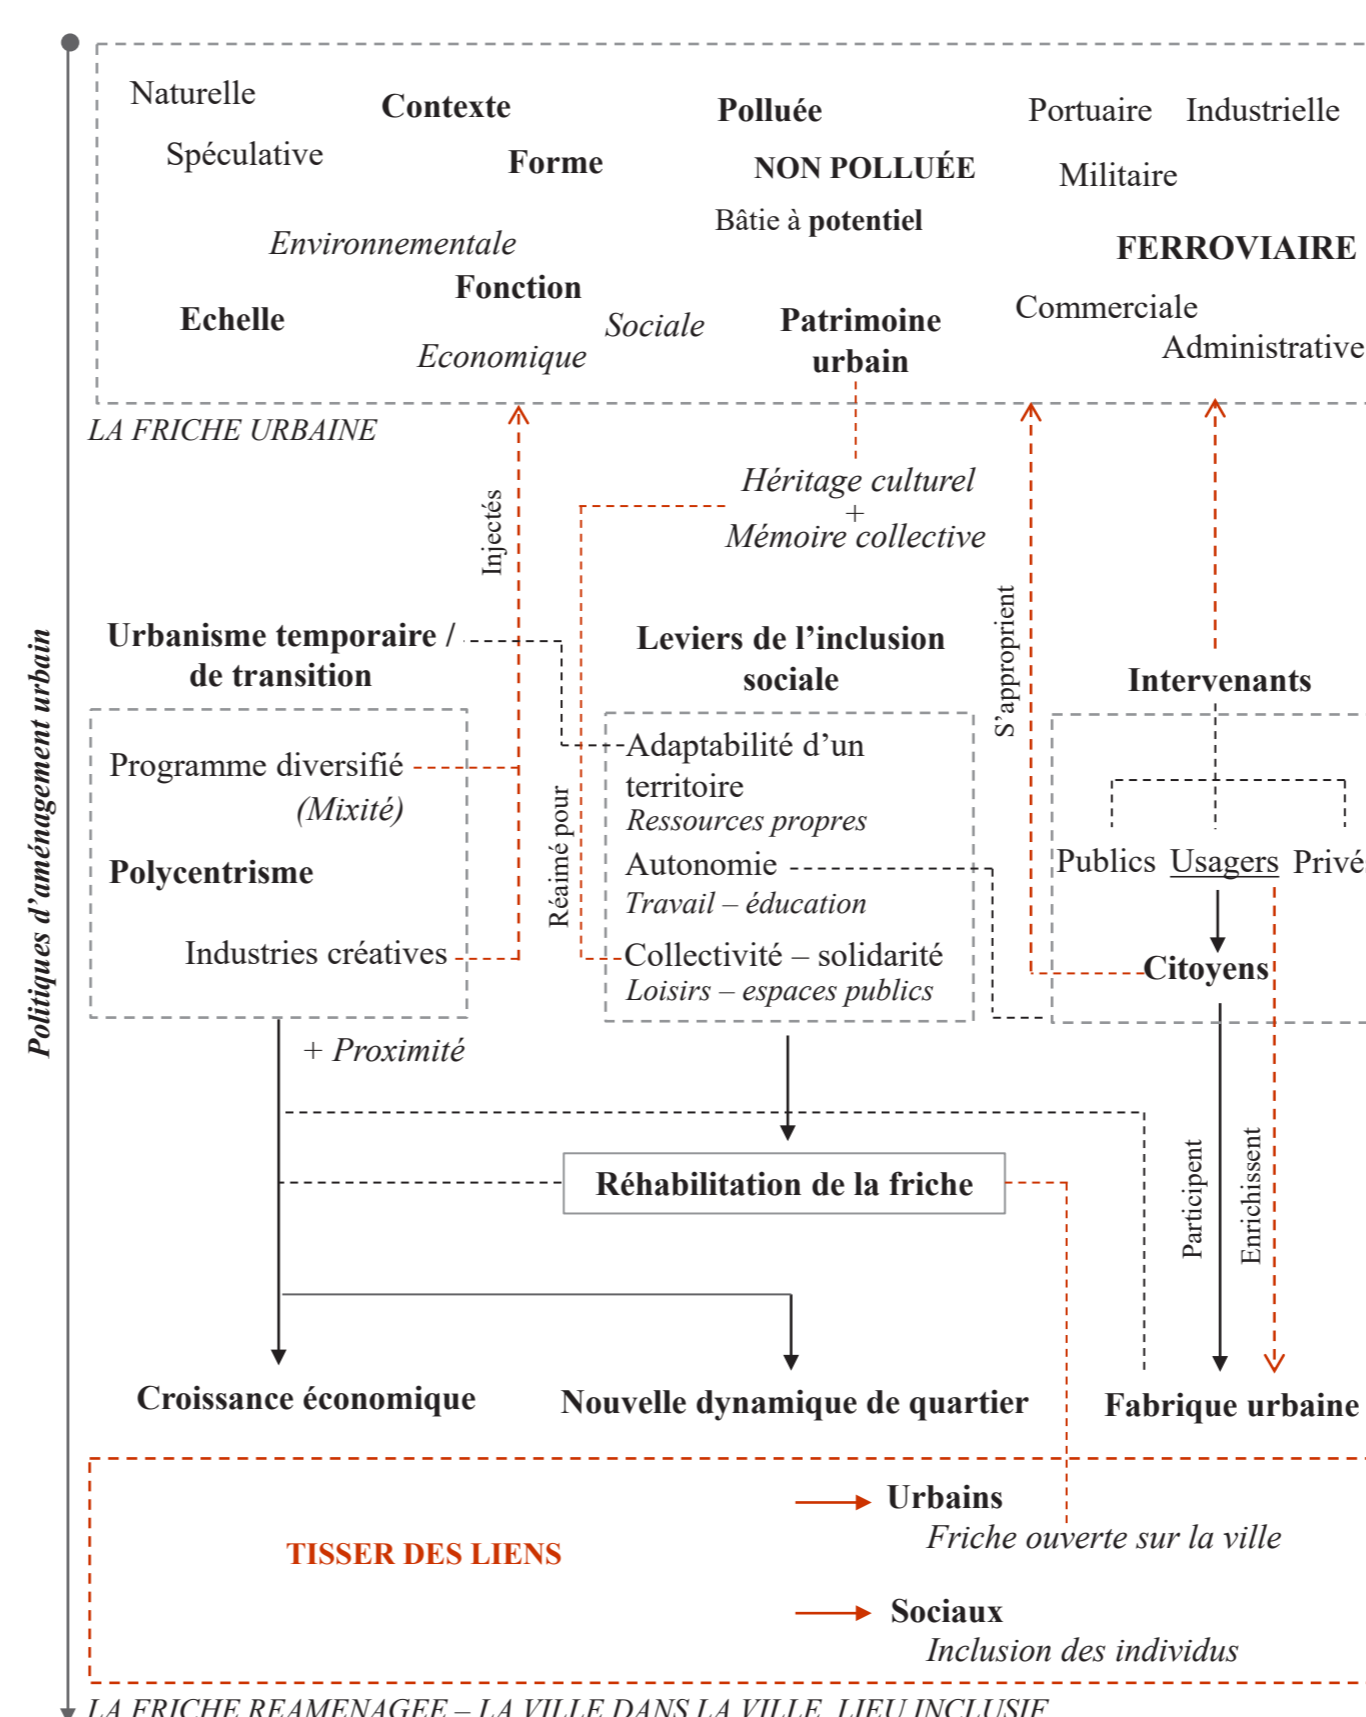 Naturelle
Contexte
Polluée
Portuaire
Industrielle
Spéculative
Forme
NON POLLUÉE
Militaire
Bâtie à potentiel
Environnementale
FERROVIAIRE
Fonction
Commerciale
Echelle
Sociale
Patrimoine
urbain
Economique
Administrative
LA FRICHE URBAINE
Héritage culturel
+
Mémoire collective
Injectés
S’approprient
Politiques d’aménagement urbain
Urbanisme temporaire /
de transition
Leviers de l’inclusion
sociale
Intervenants
Programme diversifié
(Mixité)
Polycentrisme
Industries créatives
Réaimé pour
Adaptabilité d’un
territoire
Ressources propres
Autonomie
Travail – éducation
Collectivité – solidarité
Loisirs – espaces publics
Publics
Usagers
Privé
Citoyens
+ Proximité
Réhabilitation de la friche
Participent
Enrichissent
Croissance économique
Nouvelle dynamique de quartier
Fabrique urbaine
TISSER DES LIENS
Urbains
Friche ouverte sur la ville
Sociaux
Inclusion des individus
LA FRICHE REAMENAGEE – LA VILLE DANS LA VILLE, LIEU INCLUSIF